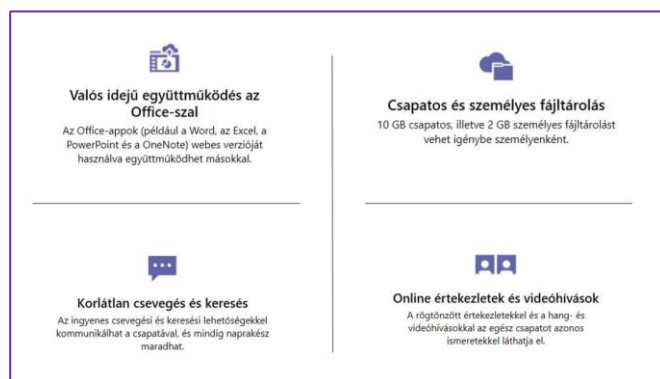 Valós idejű együttműködés az
Office-szal
Az Office-appok (például a Word, az Excel, a
PowerPoint és a OneNote) webes verzióját
használva együttműködhet másokkal.
Csapatos és személyes fájltárolás
10 GB csapatos, illetve 2 GB személyes fájltárolást
vehet igénybe személyenként.
Korlátlan csevegés és keresés
Az ingyenes csevegési és keresési lehetőségekkel
kommunikálhat a csapatával, és mindig naprakész
maradhat.
Online értekezletek és videóhívások
A rögtönzött értekezletekkel és a hang- és
videóhívásokkal az egész csapatot azonos
ismeretekkel láthatja el.